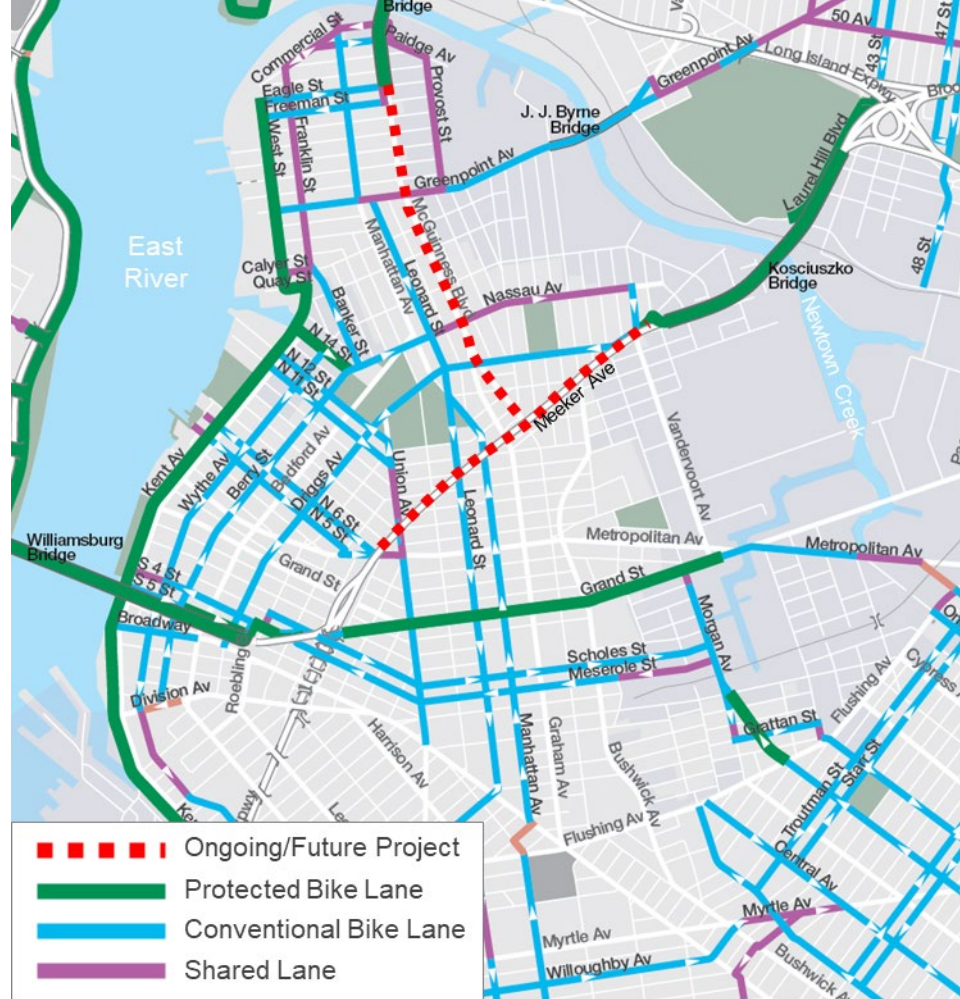 Bridge
50 Av
47 St
43 St
Paidge Av
Commercial St
Greenpoint Av
Long Island Expwy
Eagle St
Freeman St
Provost St
J. J. Byrne
Bridge
West St
Franklin St
Laurel Hill Blvd
Greenpoint Av
McGuinness Blvd
East
River
Manhattan Av
Leonard St
48 St
Calyer St
Quay St
Nassau Av
Kosciuszko
Bridge
Banker St
Newtown Creek
N 14 St
N 12 St
N 11 St
Meeker Ave
Vandervoort Av
Kent Av
Wythe Av
Berry St
Bedford Av
Driggs Av
Union Av
N 6 St
N 5 St
Leonard St
Metropolitan Av
Metropolitan Av
Williamsburg
Bridge
Grand St
Grand St
S 4 St
S 5 St
Broadway
Morgan Av
Scholes St
Meserole St
Division Av
Roebling
Flushing Av
Cypress
Grattan St
Harrison Av
Manhattan Av
Graham Av
Bushwick Av
Starr St
Troutman St
Flushing Av
Central Av
Myrtle Av
Myrtle Av
Willoughby Av
Bushwick Av
Ongoing/Future Project
Protected Bike Lane
Conventional Bike Lane
Shared Lane